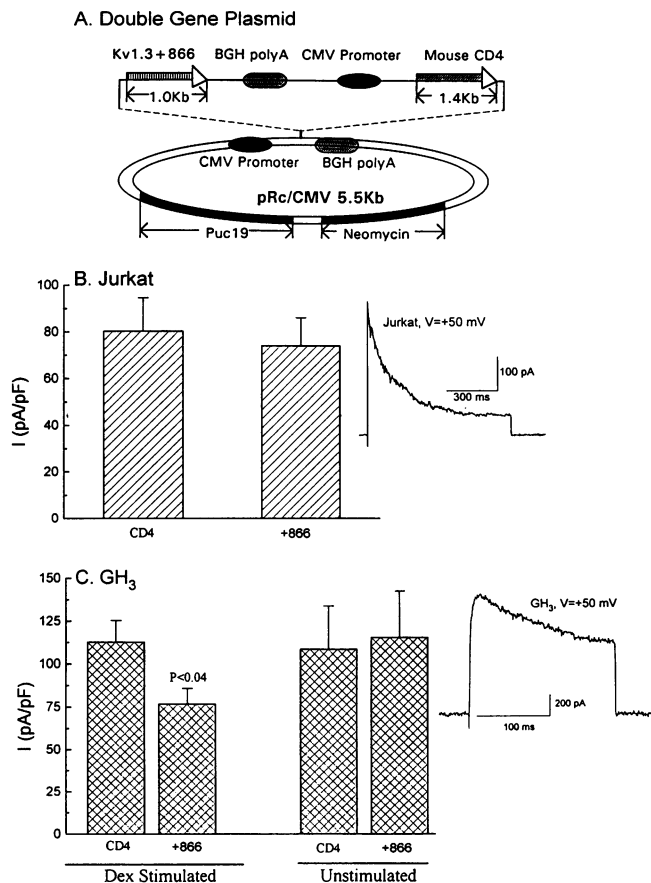 A. Double Gene Plasmid
Kv1.3+866 BGH polyA CMV Promoter Mouse CD4
1.0Kb 1.4Kb
CMV Promoter BGH polyA
pRc/CMV 5.5Kb
Puc19 Neomycin
B. Jurkat
I (pA/pF)
100
80
60
40
20
0
CD4 +866
Jurkat, V=+50 mV
100 pA
300 ms
C. GH3
I (pA/pF)
150
125
100
75
50
25
0
P<0.04
CD4 +866 CD4 +866
Dex Stimulated Unstimulated
GH3, V=+50 mV
200 pA
100 ms